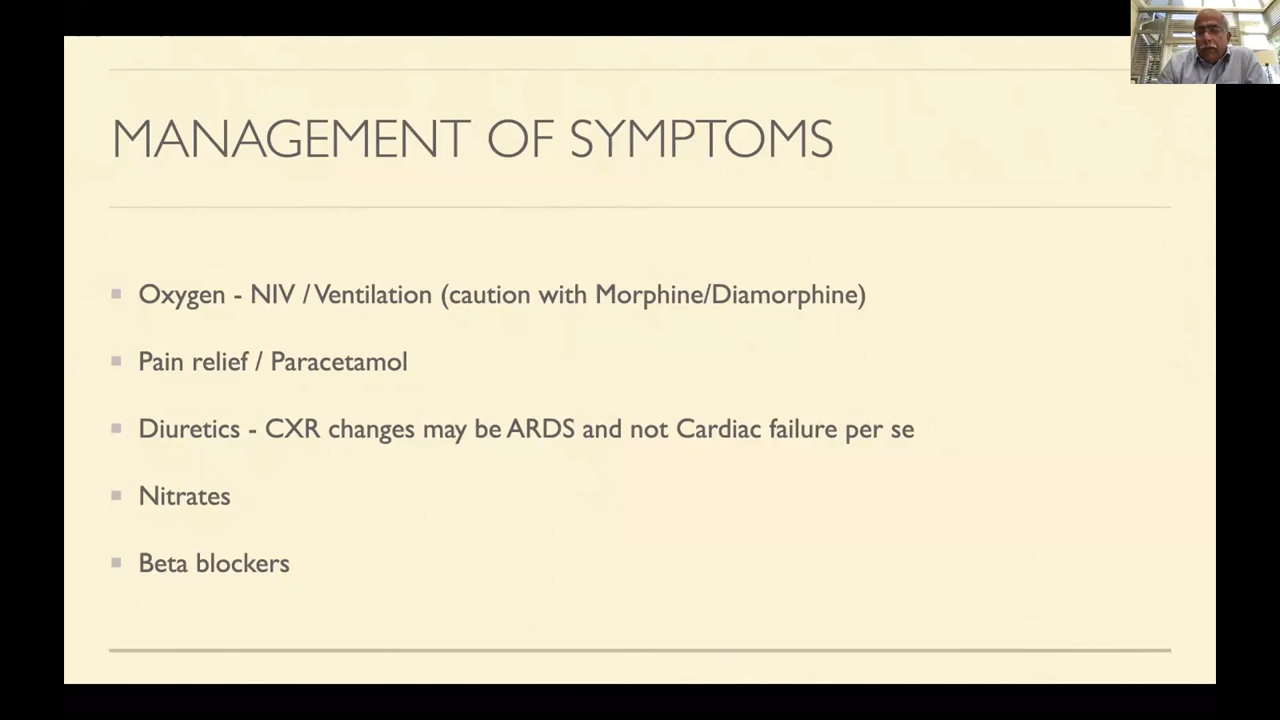 MANAGEMENT OF SYMPTOMS
Oxygen - NIV / Ventilation (caution with Morphine/Diamorphine)
Pain relief / Paracetamol
Diuretics - CXR changes may be ARDS and not Cardiac failure per se
Nitrates
Beta blockers